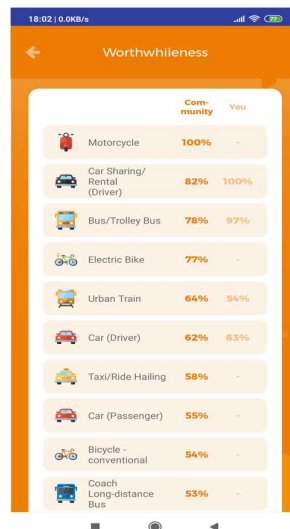 18:02 | 0.0KB/s 27
Worthwhileness
Com-
munity You
Motorcycle 100% -
Car Sharing/
Rental 82% 100%
(Driver)
Bus/Trolley Bus 78% 97%
Electric Bike 77% -
Urban Train 64% 54%
Car (Driver) 62% 63%
Taxi/Ride Hailing 58% -
Car (Passenger) 55% -
Bicycle - 54% -
conventional
Coach
Long-distance 53% -
Bus